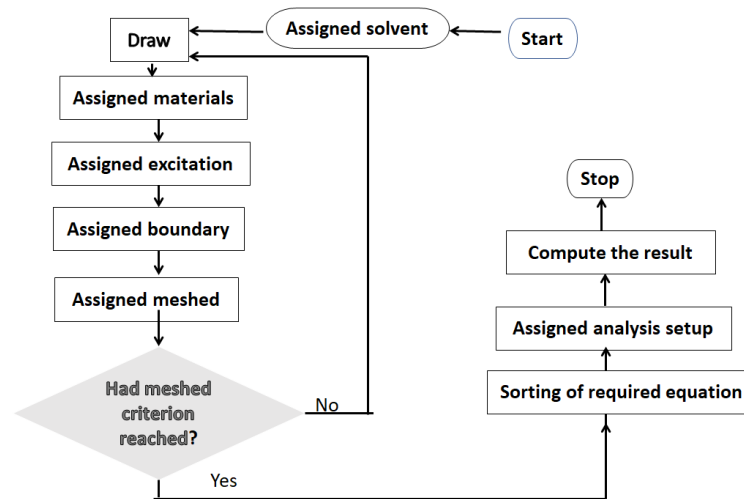 Start
Assigned solvent
Draw
Assigned materials
Assigned excitation
Assigned boundary
Assigned meshed
Had meshed
criterion
reached?
No
Yes
Sorting of required equation
Assigned analysis setup
Compute the result
Stop